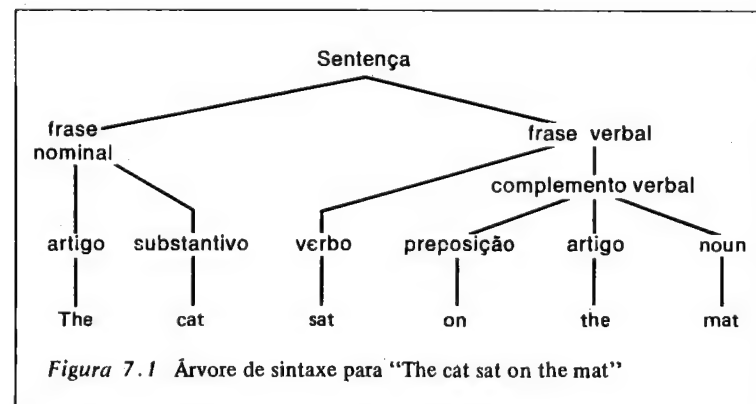 Sentença
frase
nominal
frase verbal
complemento verbal
artigo substantivo verbo preposição artigo noun
The cat sat on the mat
Figura 7.1 Árvore de sintaxe para “The cat sat on the mat”